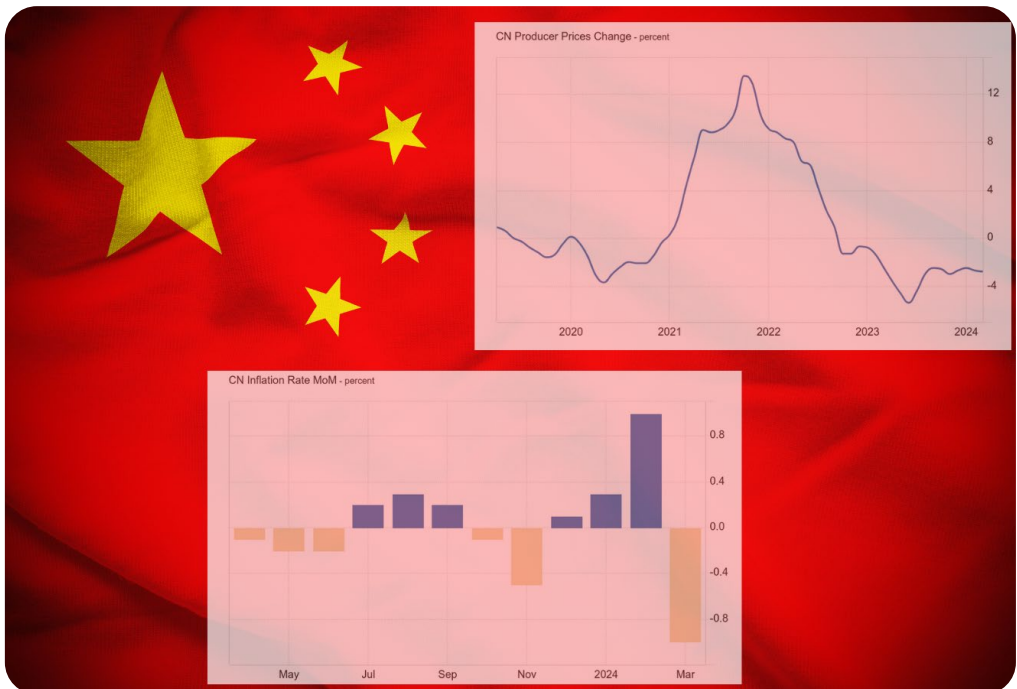 CN Producer Prices Change - percent
12
8
4
0
-4
2020 2021 2022 2023 2024
CN Inflation Rate MoM - percent
0.8
0.4
0.0
-0.4
-0.8
May Jul Sep Nov 2024 Mar